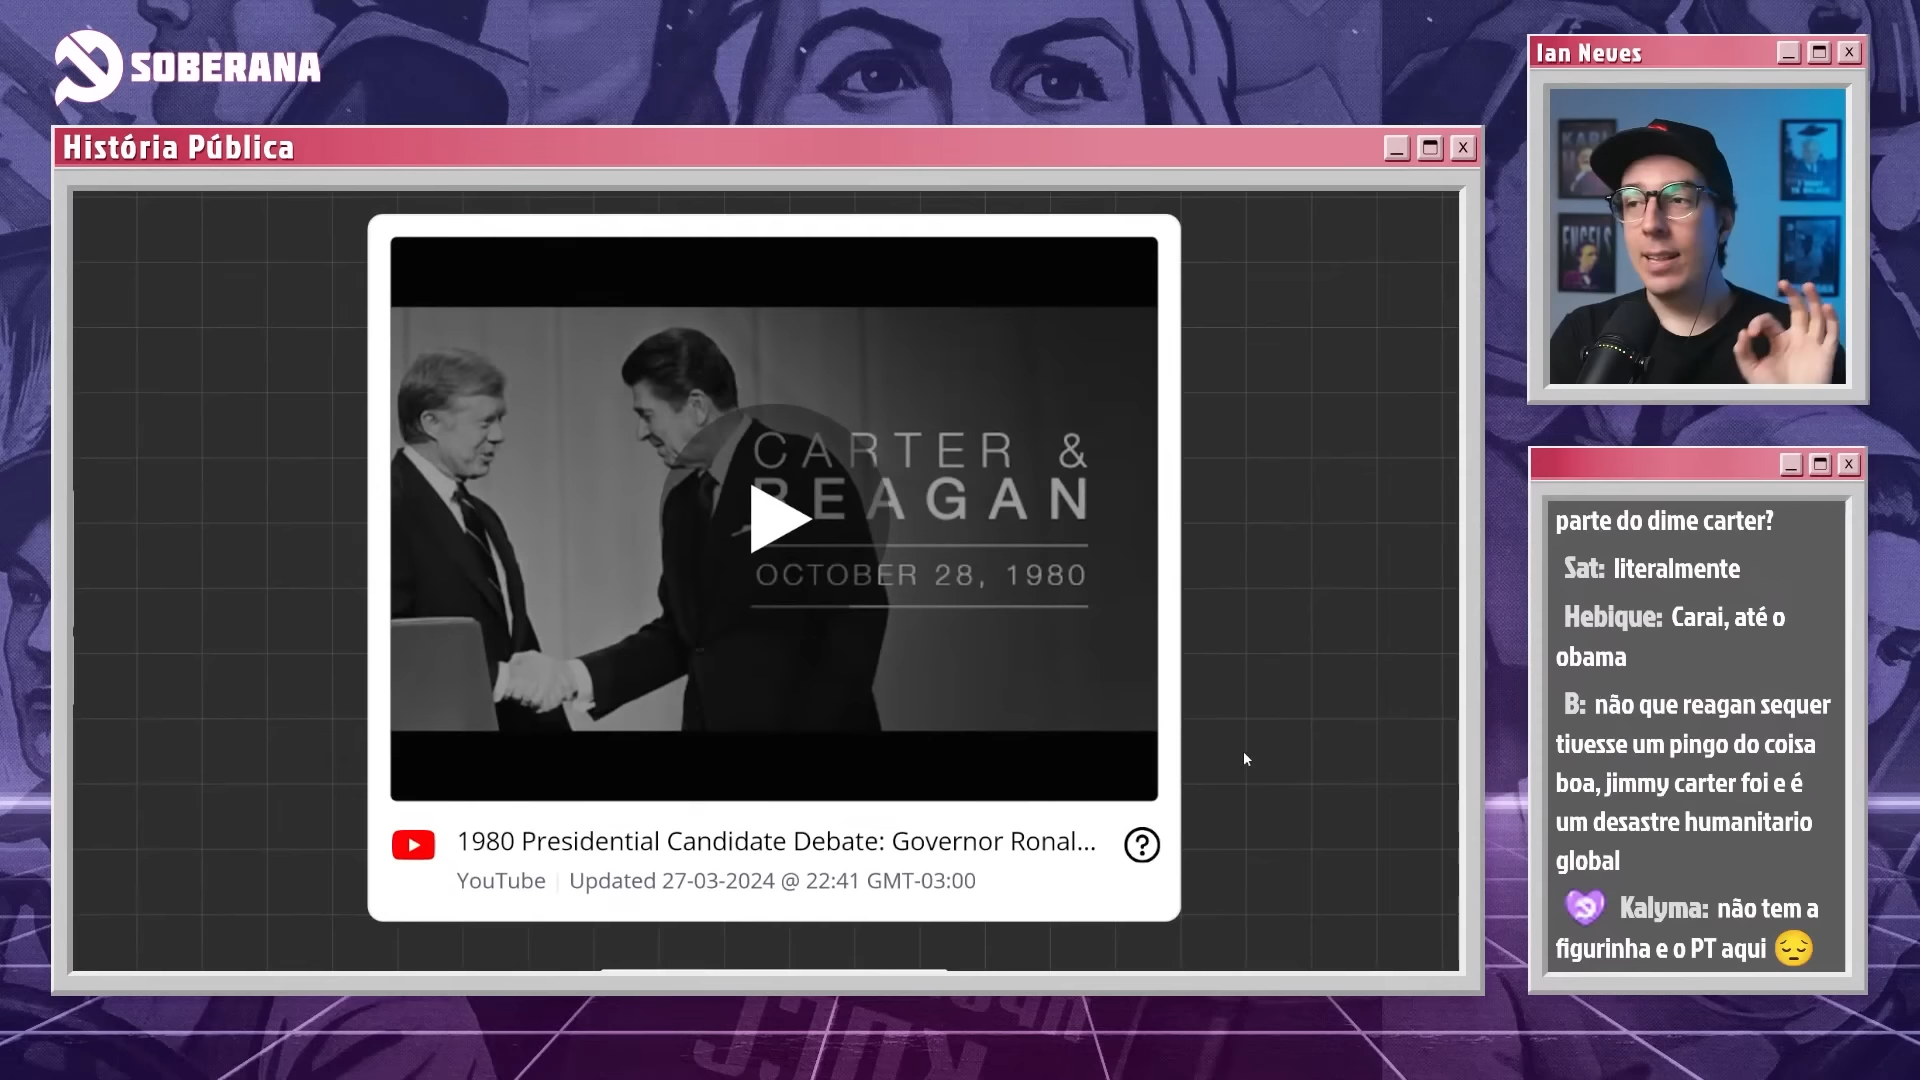 SOBERANA
História Pública
CARTER &
REAGAN
OCTOBER 28, 1980
1980 Presidential Candidate Debate: Governor Ronal...
YouTube | Updated 27-03-2024 @ 22:41 GMT-03:00
Ian Neves
KARL
ENGELS
parte do dime carter?
Sat: literalmente
Hebique: Carai, até o
obama
B: não que reagan sequer
tivesse um pingo do coisa
boa, jimmy carter foi e é
um desastre humanitario
global
Kalyma: não tem a
figurinha e o PT aqui 😔